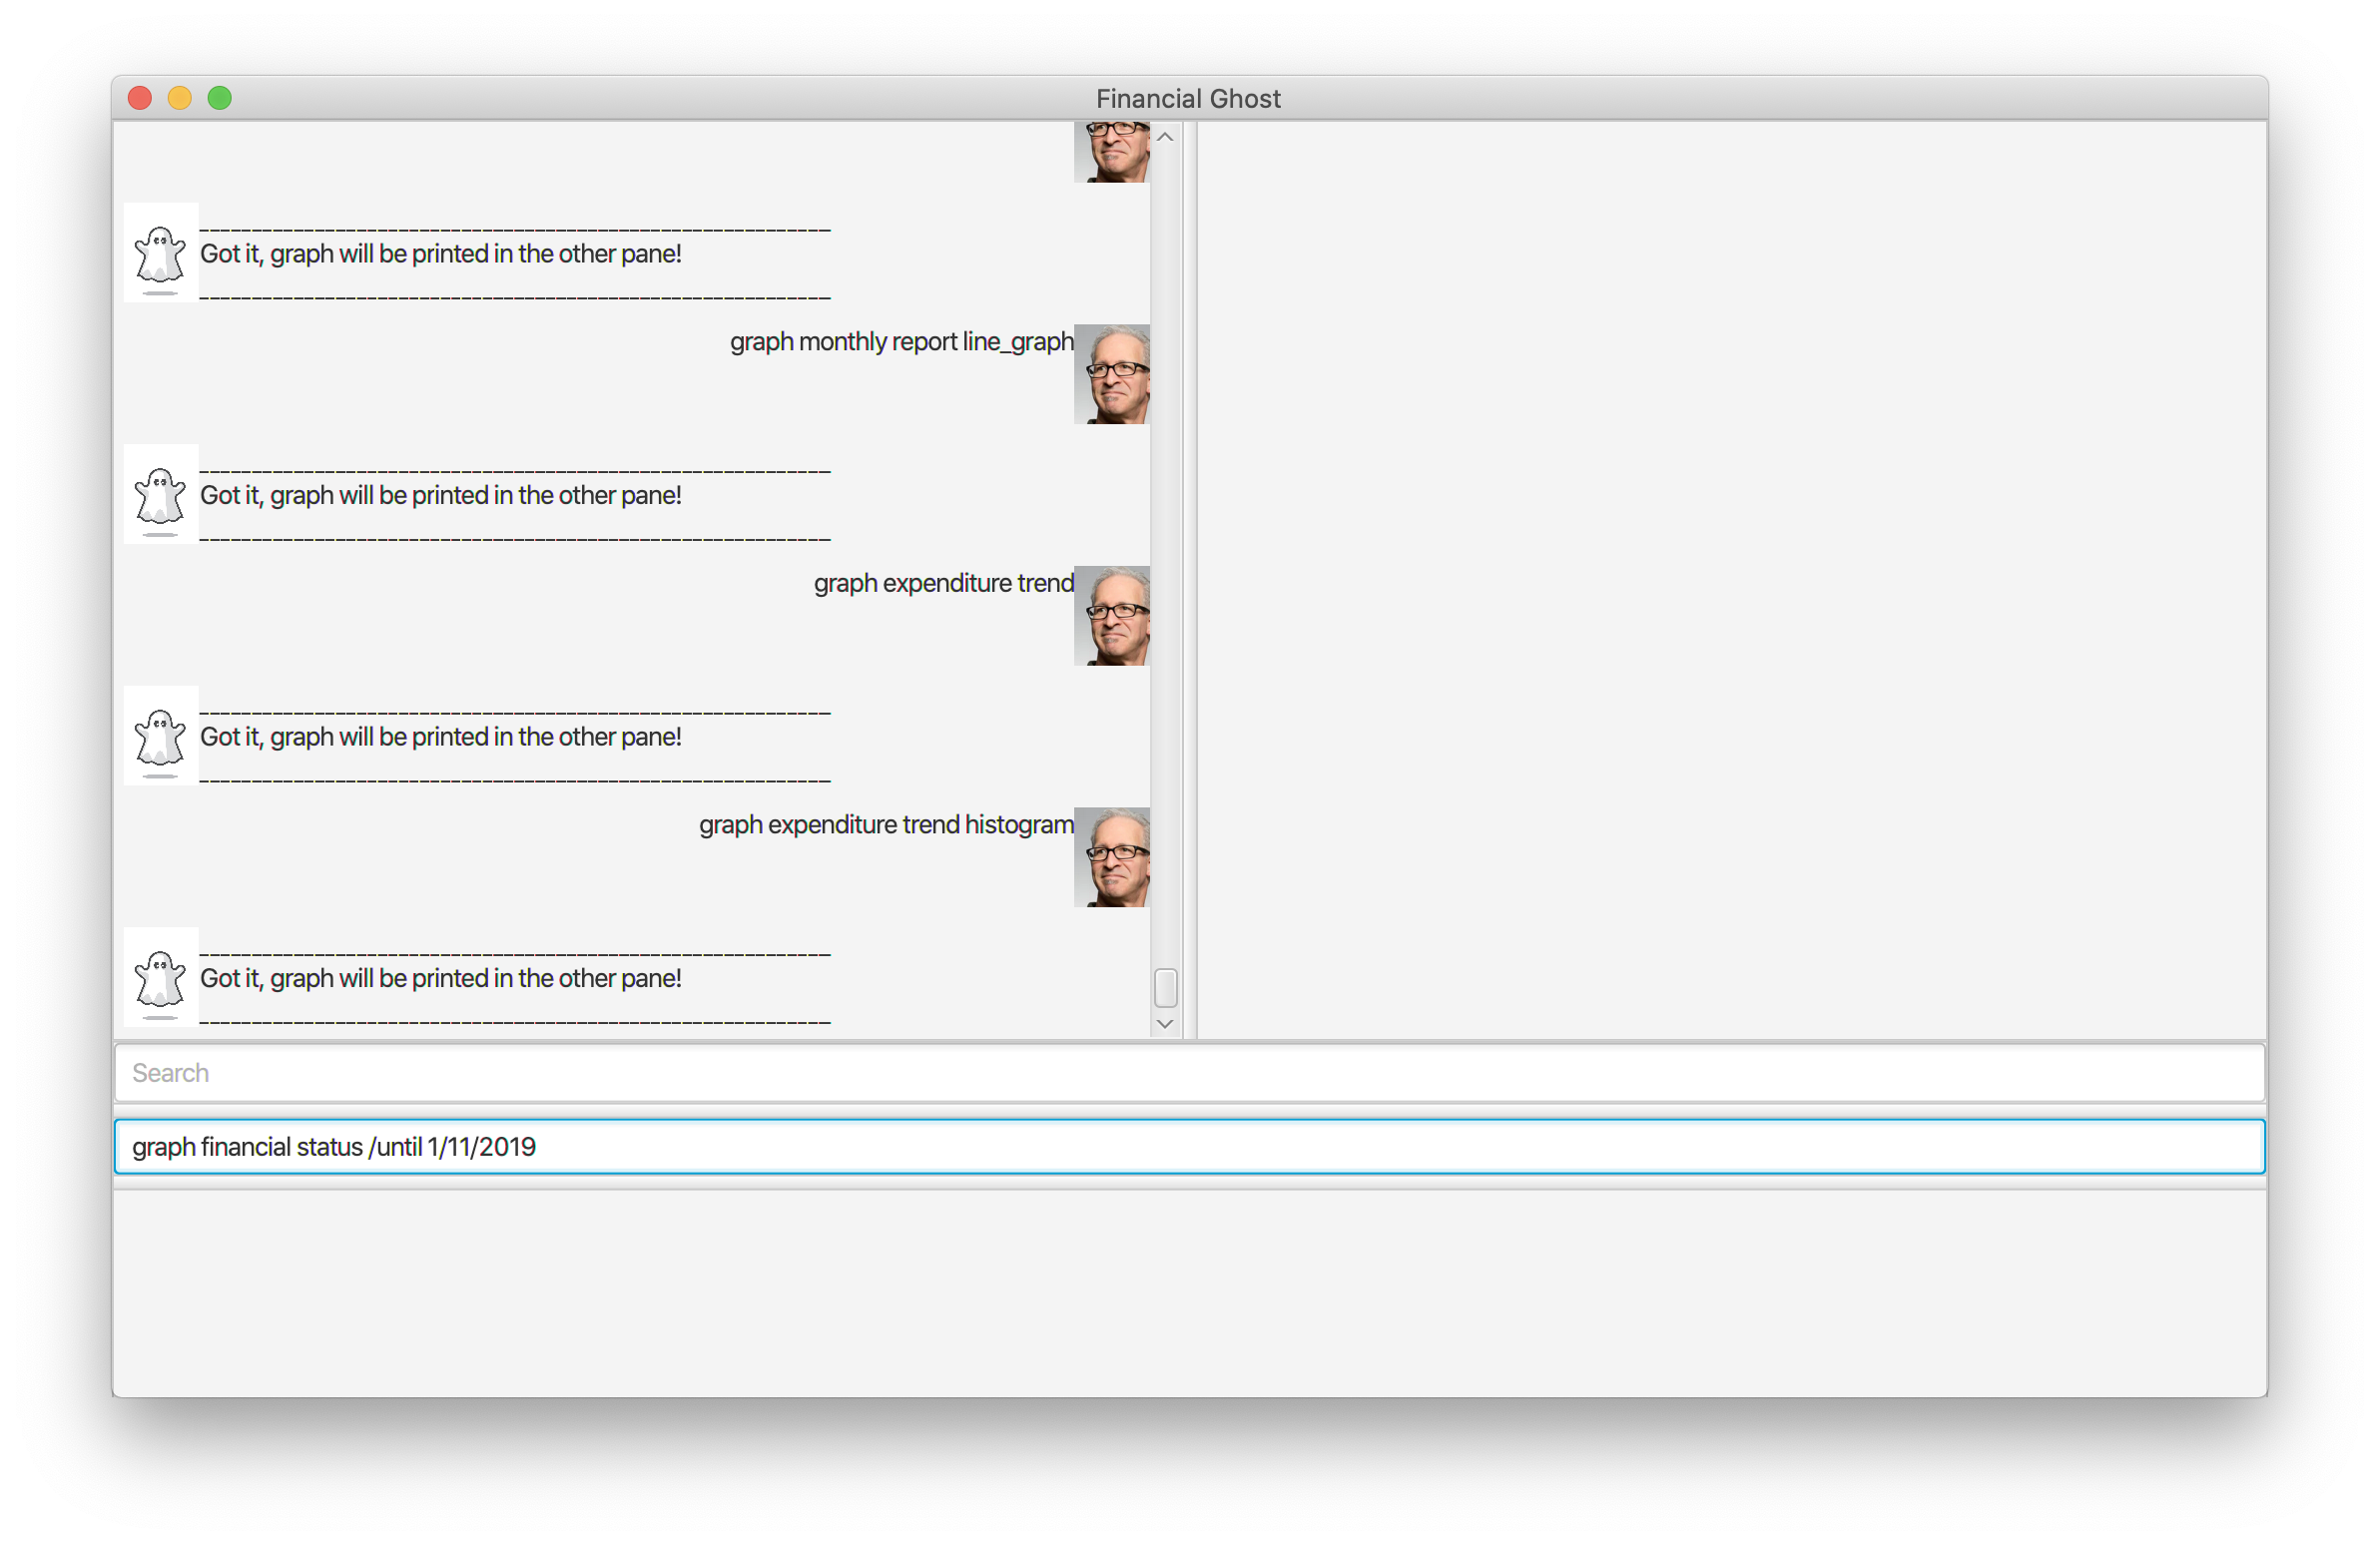 Financial Ghost
____________________________________________________________
Got it, graph will be printed in the other pane!
____________________________________________________________
graph monthly report line_graph
____________________________________________________________
Got it, graph will be printed in the other pane!
____________________________________________________________
graph expenditure trend
____________________________________________________________
Got it, graph will be printed in the other pane!
____________________________________________________________
graph expenditure trend histogram
____________________________________________________________
Got it, graph will be printed in the other pane!
____________________________________________________________
Search
graph financial status /until 1/11/2019